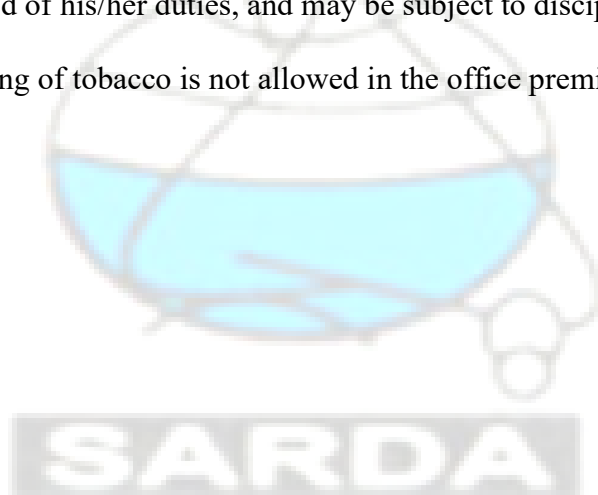 d of his/her duties, and may be subject to discip
ng of tobacco is not allowed in the office premi
SARDA